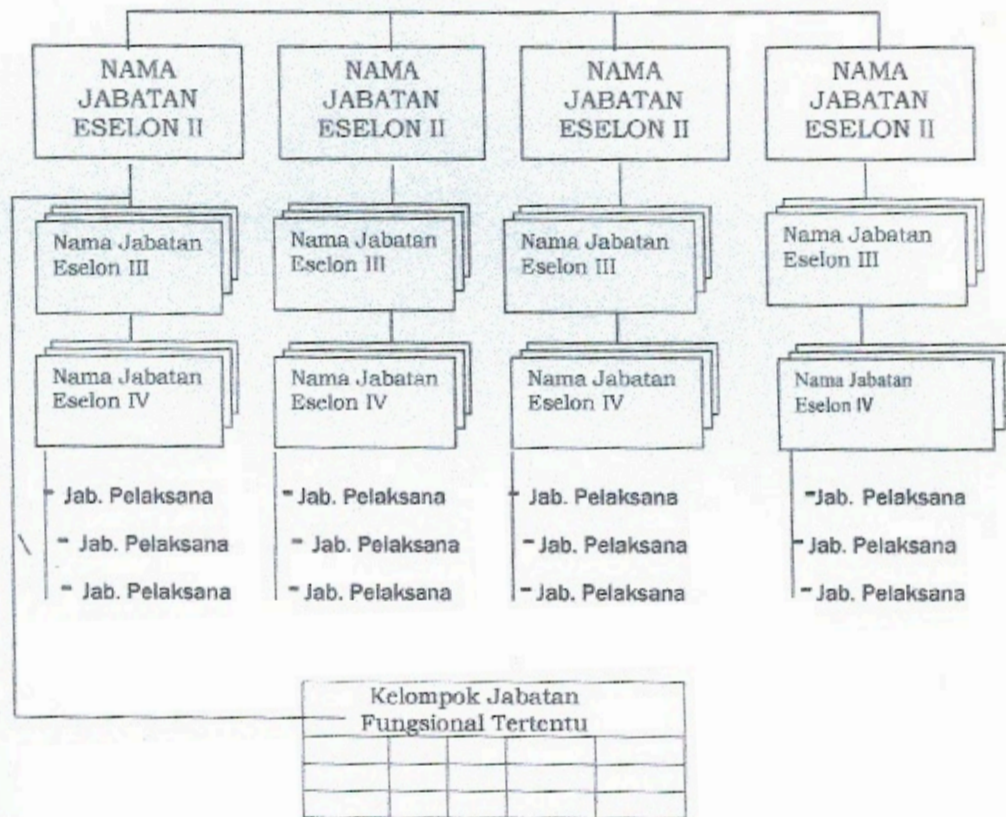 NAMA
JABATAN
ESELON II
NAMA
JABATAN
ESELON II
NAMA
JABATAN
ESELON II
NAMA
JABATAN
ESELON II
Nama Jabatan
Eselon III
Nama Jabatan
Eselon III
Nama Jabatan
Eselon III
Nama Jabatan
Eselon III
Nama Jabatan
Eselon IV
Nama Jabatan
Eselon IV
Nama Jabatan
Eselon IV
Nama Jabatan
Eselon IV
- Jab. Pelaksana
- Jab. Pelaksana
- Jab. Pelaksana
- Jab. Pelaksana
- Jab. Pelaksana
- Jab. Pelaksana
- Jab. Pelaksana
- Jab. Pelaksana
- Jab. Pelaksana
-Jab. Pelaksana
- Jab. Pelaksana
- Jab. Pelaksana
Kelompok Jabatan
Fungsional Tertentu